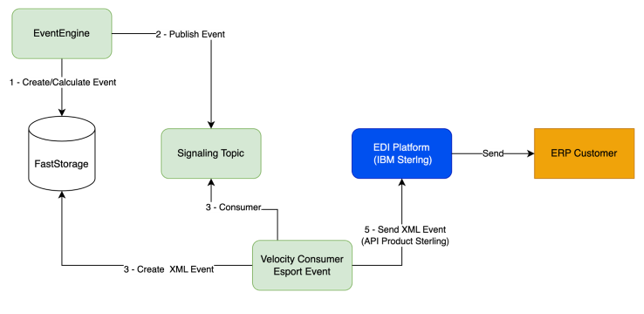 EventEngine
2 - Publish Event
1 - Create/Calculate Event
FastStorage
Signaling Topic
EDI Platform
(IBM Stering)
Send
ERP Customer
3 - Consumer
5 - Send XML Event
(API Product Sterling)
Velocity Consumer
Esport Event
3 - Create XML Event